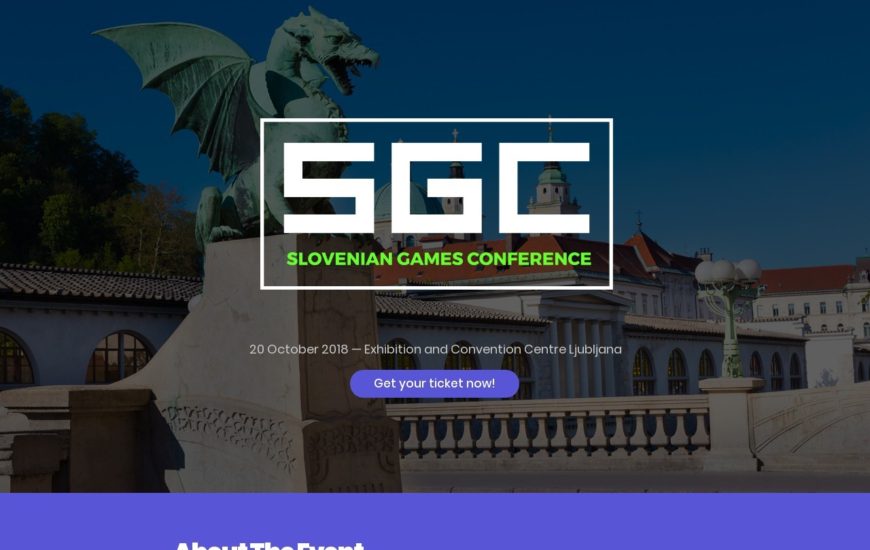 SGC
SLOVENIAN GAMES CONFERENCE
20 October 2018 — Exhibition and Convention Centre Ljubljana
Get your ticket now!
About The Event